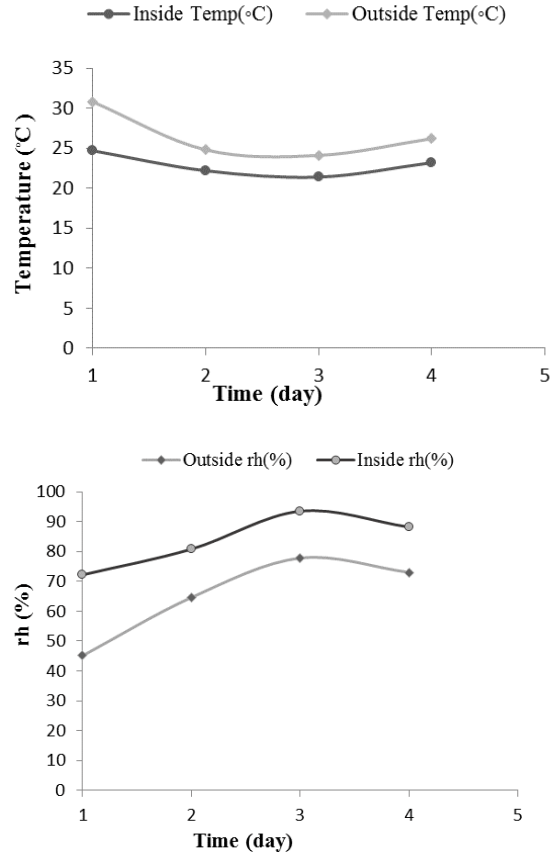 Inside Temp(∘C) Outside Temp(∘C)
35
30
25
20
15
10
5
0
Temperature (°C )
1 2 3 4 5
Time (day)
Outside rh(%) Inside rh(%)
100
90
80
70
60
50
40
30
20
10
0
rh (%)
1 2 3 4 5
Time (day)